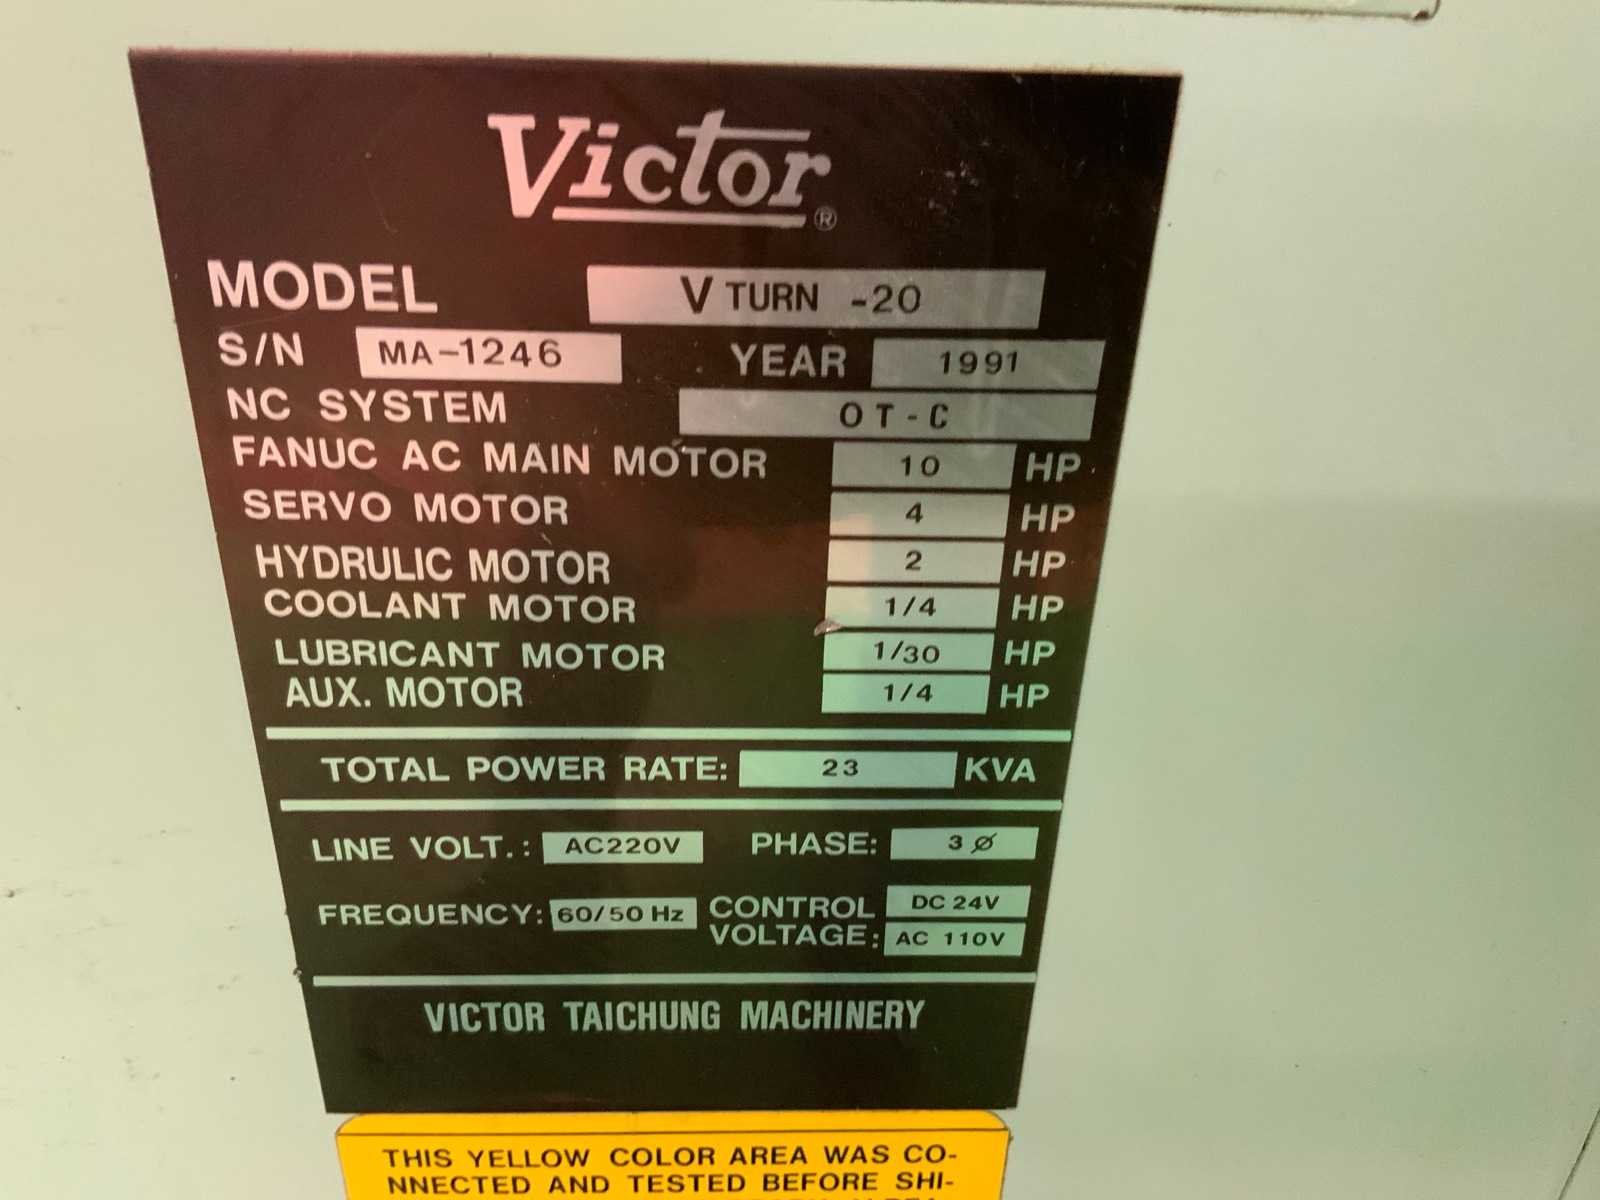 Victor®
MODEL V TURN -20
S/N MA-1246 YEAR 1991
NC SYSTEM OT-C
FANUC AC MAIN MOTOR 10 HP
SERVO MOTOR 4 HP
HYDRULIC MOTOR 2 HP
COOLANT MOTOR 1/4 HP
LUBRICANT MOTOR 1/30 HP
AUX. MOTOR 1/4 HP
TOTAL POWER RATE: 23 KVA
LINE VOLT.: AC220V PHASE: 3 Ø
FREQUENCY: 60/50 Hz CONTROL VOLTAGE: DC 24V AC 110V
VICTOR TAICHUNG MACHINERY
THIS YELLOW COLOR AREA WAS CO-
NNECTED AND TESTED BEFORE SHI-